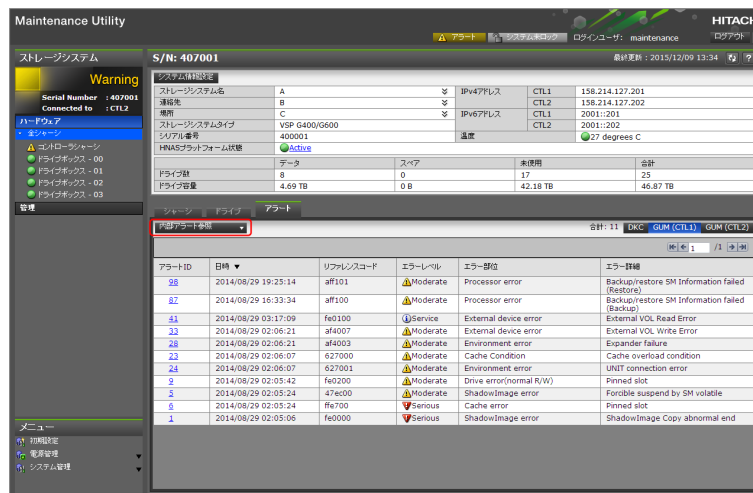 Maintenance Utility
HITACH
アラート システム未ロック ログインユーザ: maintenance ログアウト
ストレージシステム
Warning
Serial Number : 407001
Connected to : CTL2
ハードウェア
全シャーシ
コントローラシャーシ
ドライブボックス - 00
ドライブボックス - 01
ドライブボックス - 02
ドライブボックス - 03
管理
メニュー
初期設定
電源管理
システム管理
S/N: 407001 最終更新 : 2015/12/09 13:34 ?
システム情報設定
ストレージシステム名 A IPv4アドレス CTL1 158.214.127.201
連絡先 B CTL2 158.214.127.202
場所 C IPv6アドレス CTL1 2001::201
ストレージシステムタイプ VSP G400/G600 CTL2 2001::202
シリアル番号 400001 温度 27 degrees C
HNASプラットフォーム状態 Active
データ スペア 未使用 合計
ドライブ数 8 0 17 25
ドライブ容量 4.69 TB 0 B 42.18 TB 46.87 TB
シャーシ ドライブ アラート
内部アラート参照 合計: 11 DKC GUM (CTL1) GUM (CTL2)
1 /1
アラートID 日時 ▼ リファレンスコード エラーレベル エラー部位 エラー詳細
98 2014/08/29 19:25:14 aff101 Moderate Processor error Backup/restore SM Information failed
(Restore)
87 2014/08/29 16:33:34 aff100 Moderate Processor error Backup/restore SM Information failed
(Backup)
41 2014/08/29 03:17:09 fe0100 Service External device error External VOL Read Error
33 2014/08/29 02:06:21 af4007 Moderate External device error External VOL Write Error
28 2014/08/29 02:06:21 af4003 Moderate Environment error Expander failure
23 2014/08/29 02:06:07 627000 Moderate Cache Condition Cache overload condition
24 2014/08/29 02:06:07 627001 Moderate Environment error UNIT connection error
9 2014/08/29 02:05:42 fe0200 Moderate Drive error(normal R/W) Pinned slot
5 2014/08/29 02:05:24 47ec00 Moderate ShadowImage error Forcible suspend by SM volatile
6 2014/08/29 02:05:24 ffe700 Serious Cache error Pinned slot
1 2014/08/29 02:05:06 fe0000 Serious ShadowImage error ShadowImage Copy abnormal end